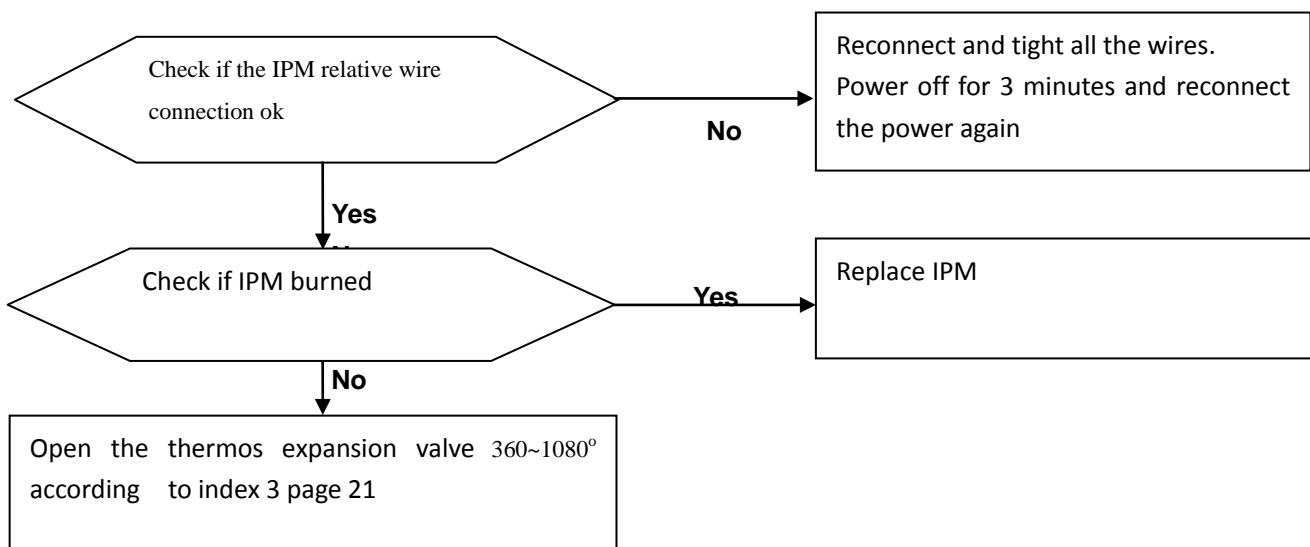 Check if the IPM relative wire
connection ok
No
Reconnect and tight all the wires.
Power off for 3 minutes and reconnect
the power again
Yes
Check if IPM burned
Yes
Replace IPM
No
Open the thermos expansion valve 360~1080°
according to index 3 page 21